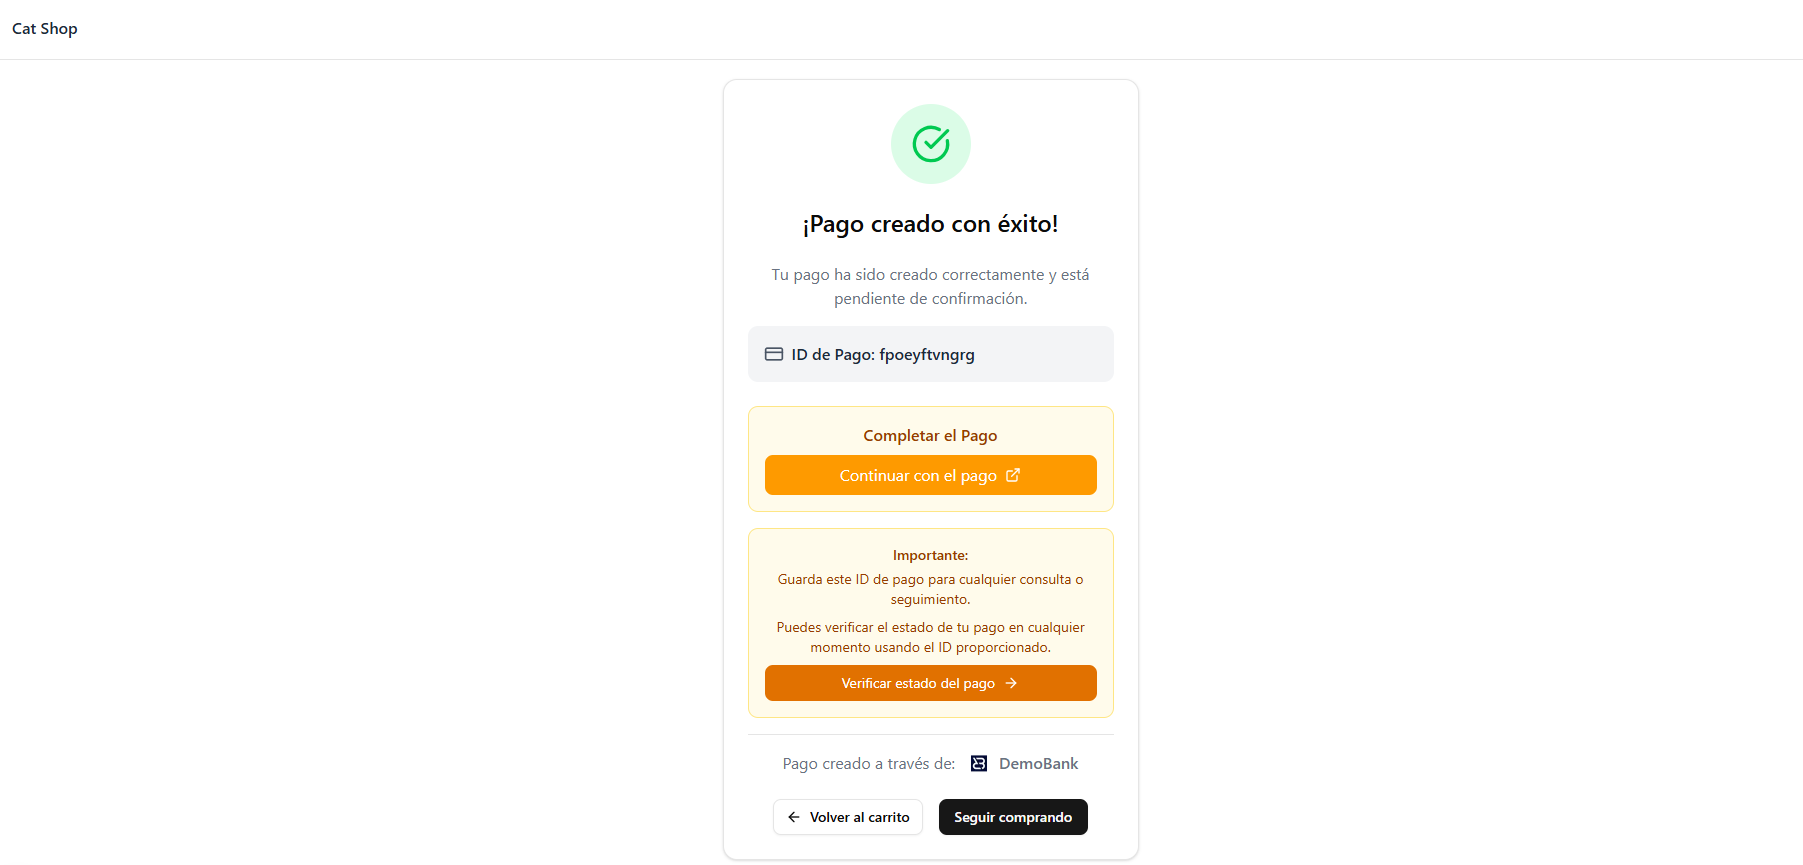 Cat Shop
¡Pago creado con éxito!
Tu pago ha sido creado correctamente y está
pendiente de confirmación.
ID de Pago: fpoeyftvngrg
Completar el Pago
Continuar con el pago
Importante:
Guarda este ID de pago para cualquier consulta o
seguimiento.
Puedes verificar el estado de tu pago en cualquier
momento usando el ID proporcionado.
Verificar estado del pago
Pago creado a través de: DemoBank
Volver al carrito
Seguir comprando